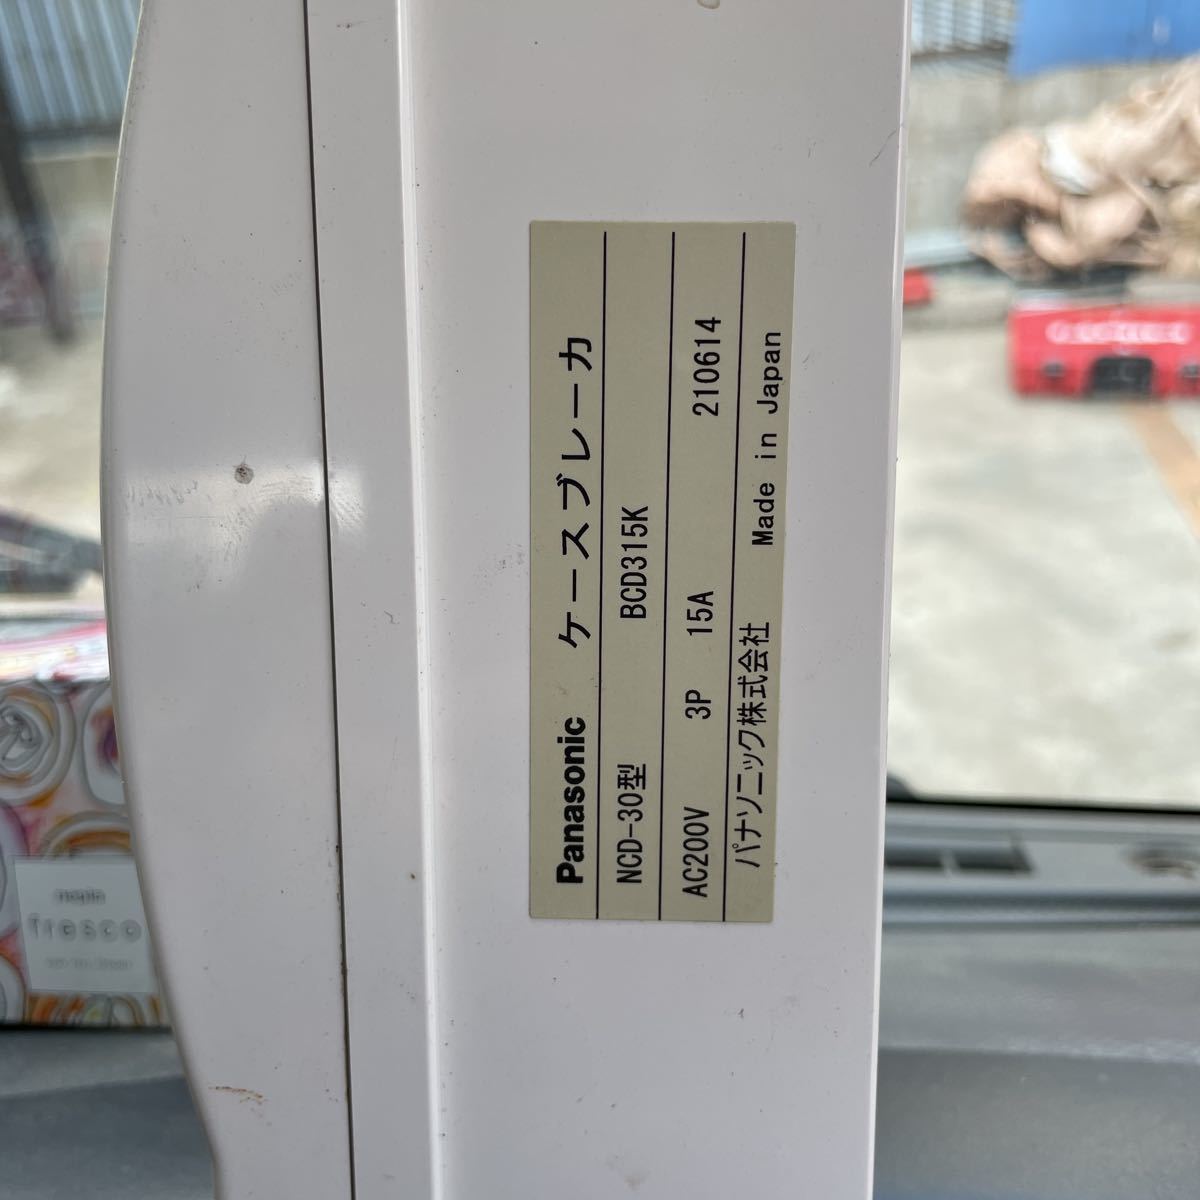 Panasonic ケースブレーカ
NCD-30型 BCD315K
AC200V 3P 15A 210614
パナソニック株式会社 Made in Japan
nepia
fresco